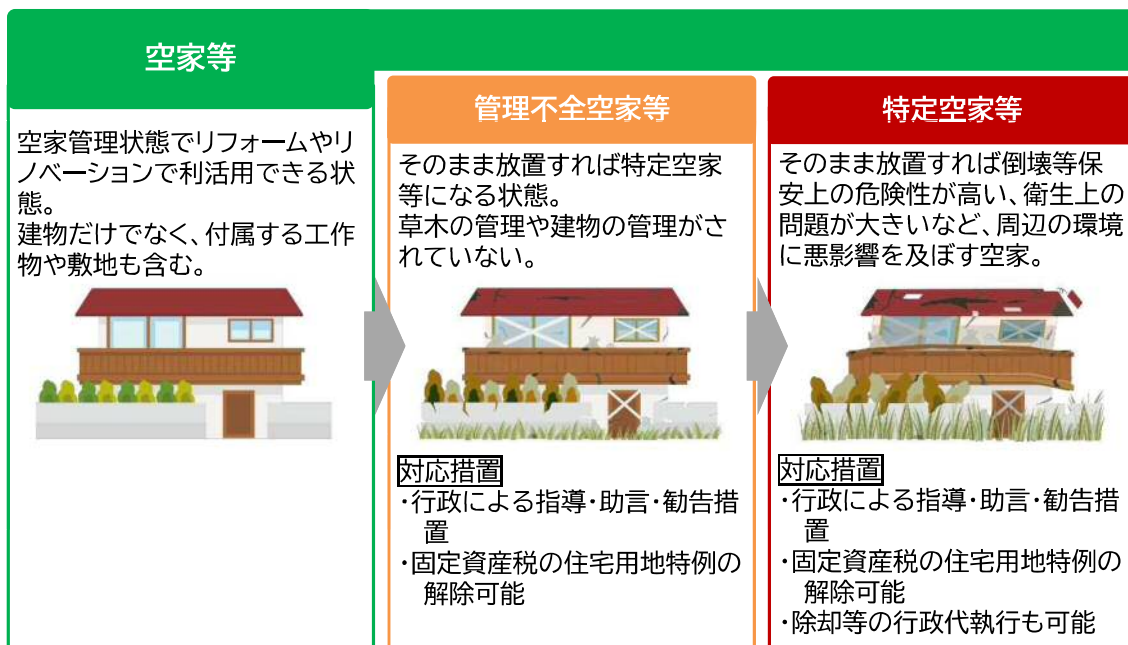 空家等
空家管理状態でリフォームやリ
ノベーションで利活用できる状
態。
建物だけでなく、付属する工作
物や敷地も含む。
管理不全空家等
そのまま放置すれば特定空家
等になる状態。
草木の管理や建物の管理がさ
れていない。
対応措置
・行政による指導・助言・勧告措
置
・固定資産税の住宅用地特例の
解除可能
特定空家等
そのまま放置すれば倒壊等保
安上の危険性が高い、衛生上の
問題が大きいなど、周辺の環境
に悪影響を及ぼす空家。
対応措置
・行政による指導・助言・勧告措
置
・固定資産税の住宅用地特例の
解除可能
・除却等の行政代執行も可能